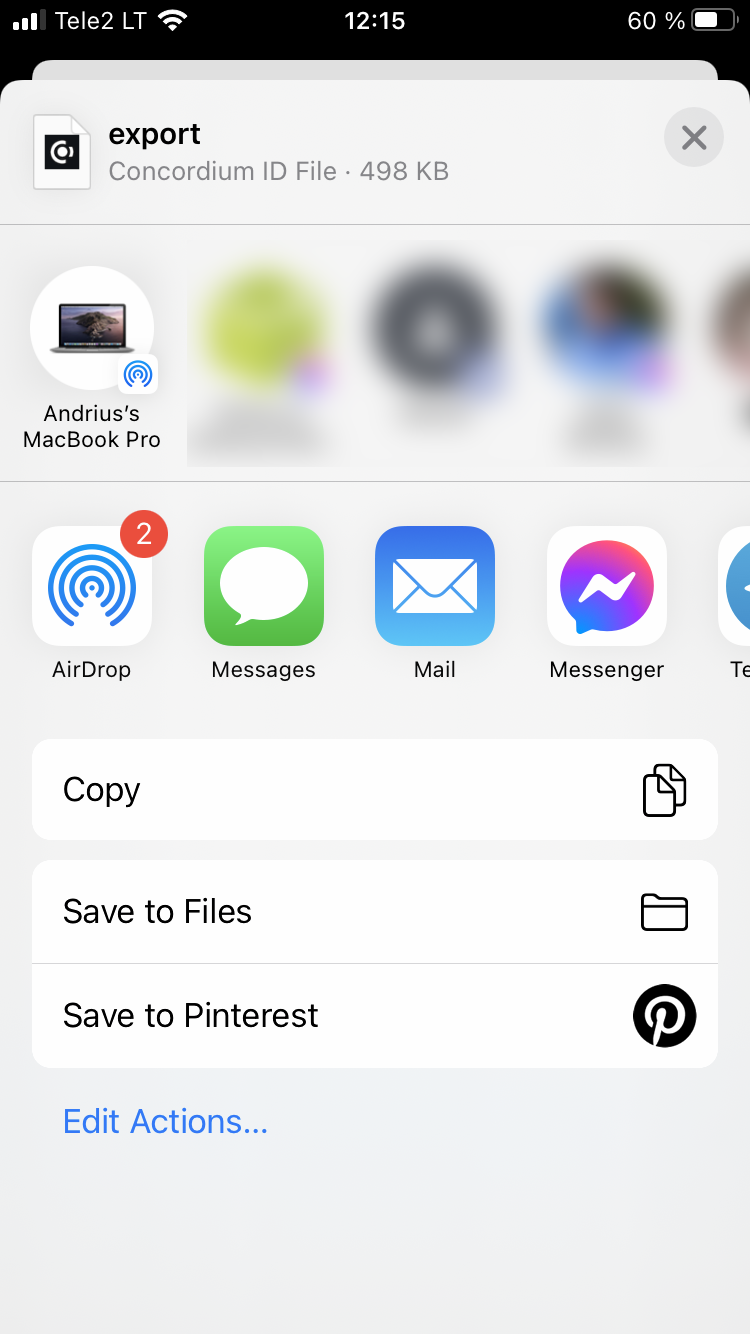 Tele2 LT 12:15 60 %
export
Concordium ID File · 498 KB
Andrius’s
MacBook Pro
2
AirDrop Messages Mail Messenger Te
Copy
Save to Files
Save to Pinterest
Edit Actions...